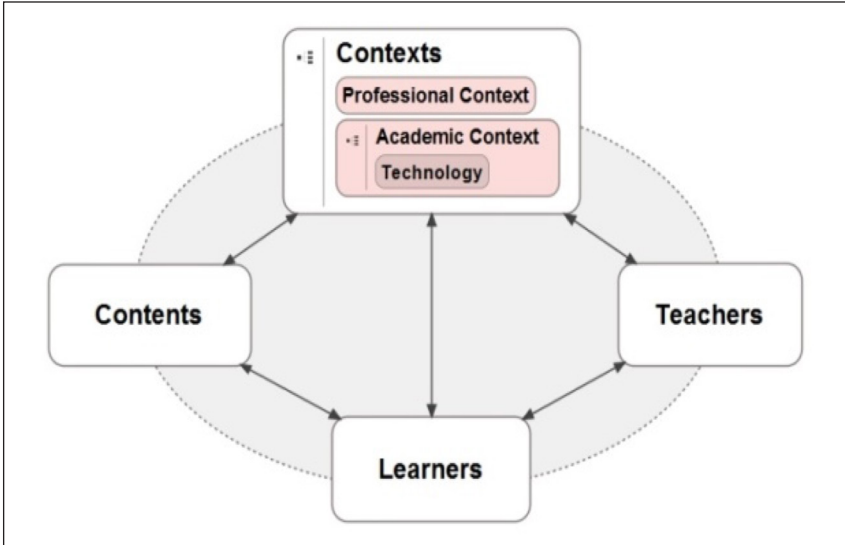 Contexts
Professional Context
Academic Context
Technology
Contents
Teachers
Learners